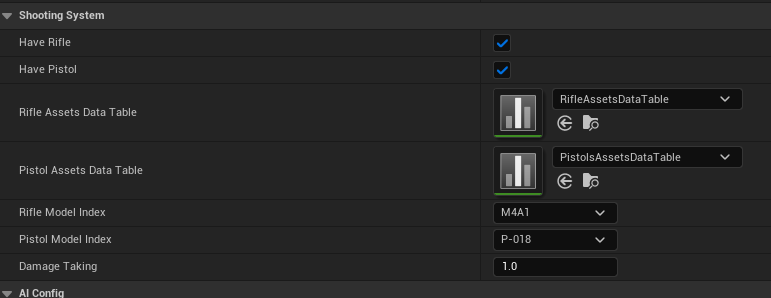 Shooting System
Have Rifle
Have Pistol
Rifle Assets Data Table
RifleAssetsDataTable
Pistol Assets Data Table
PistolsAssetsDataTable
Rifle Model Index
M4A1
Pistol Model Index
P-018
Damage Taking
1.0
AI Config